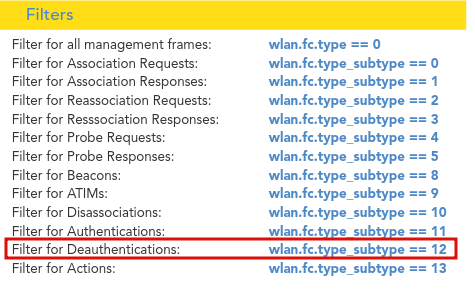 Filters
Filter for all management frames: wlan.fc.type == 0
Filter for Association Requests: wlan.fc.type_subtype == 0
Filter for Association Responses: wlan.fc.type_subtype == 1
Filter for Reassociation Requests: wlan.fc.type_subtype == 2
Filter for Resssociation Responses: wlan.fc.type_subtype == 3
Filter for Probe Requests: wlan.fc.type_subtype == 4
Filter for Probe Responses: wlan.fc.type_subtype == 5
Filter for Beacons: wlan.fc.type_subtype == 8
Filter for ATIMs: wlan.fc.type_subtype == 9
Filter for Disassociations: wlan.fc.type_subtype == 10
Filter for Authentications: wlan.fc.type_subtype == 11
Filter for Deauthentications: wlan.fc.type_subtype == 12
Filter for Actions: wlan.fc.type_subtype == 13